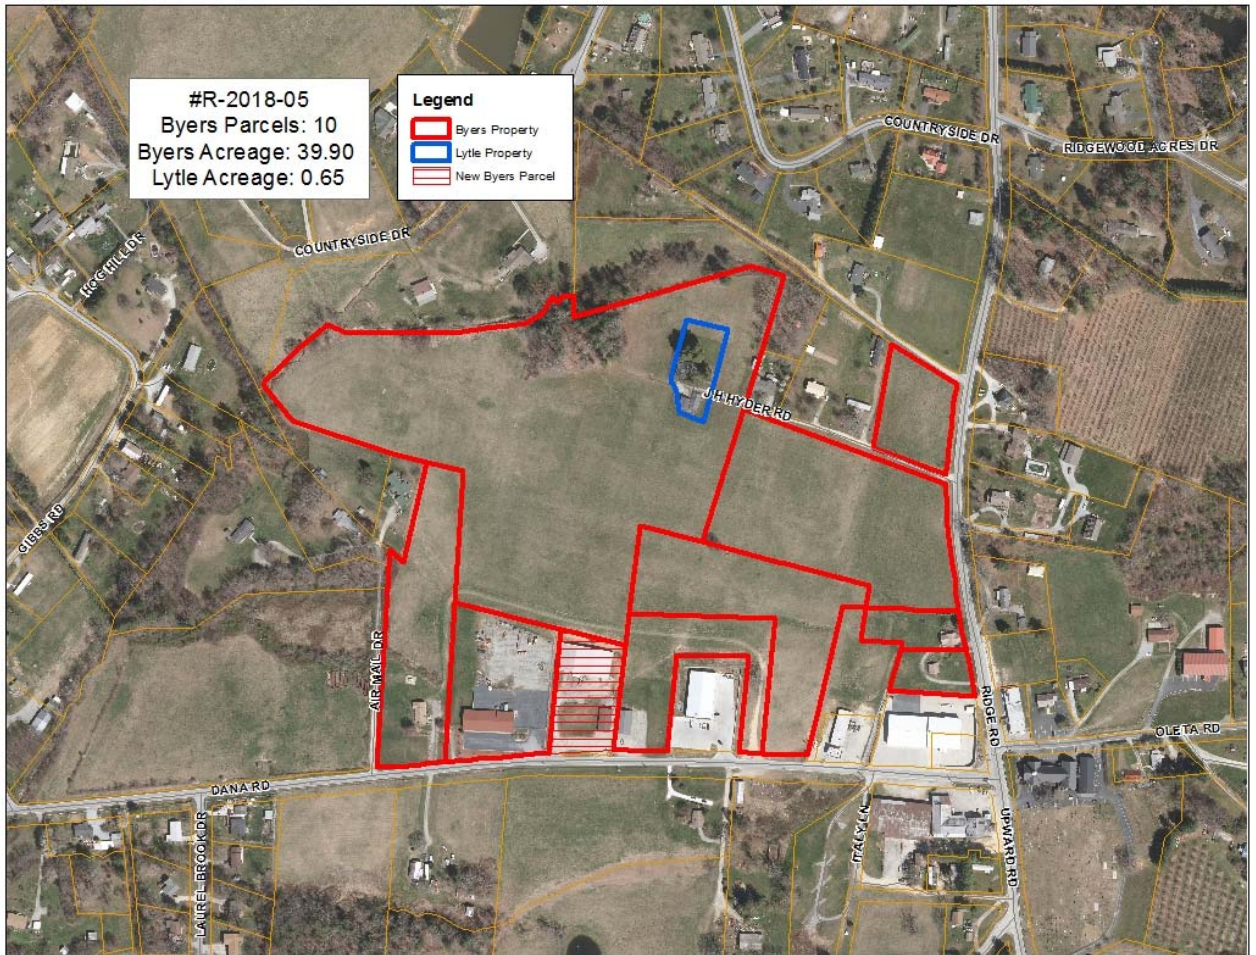 #R-2018-05
Byers Parcels: 10
Byers Acreage: 39.90
Lytle Acreage: 0.65
Legend
Byers Property
Lytle Property
New Byers Parcel
COUNTRYSIDE DR
RIDGEWOOD ACRES DR
COUNTRYSIDE DR
HOG HILL DR
J H HYDER RD
GIBBS RD
AIR MAIL DR
RIDGE RD
OLETA RD
DANA RD
LAUREL BROOK DR
ITALY LN
UPWARD RD